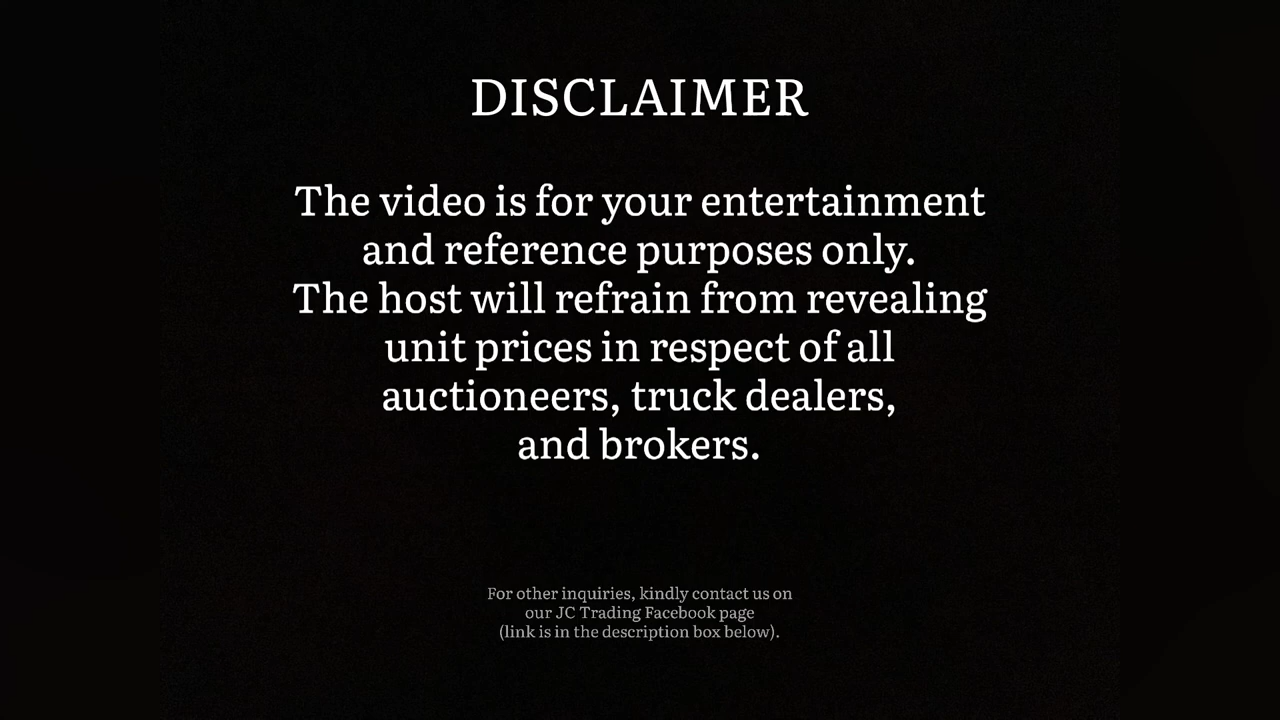 DISCLAIMER
The video is for your entertainment
and reference purposes only.
The host will refrain from revealing
unit prices in respect of all
auctioneers, truck dealers,
and brokers.
For other inquiries, kindly contact us on
our JC Trading Facebook page
(link is in the description box below).